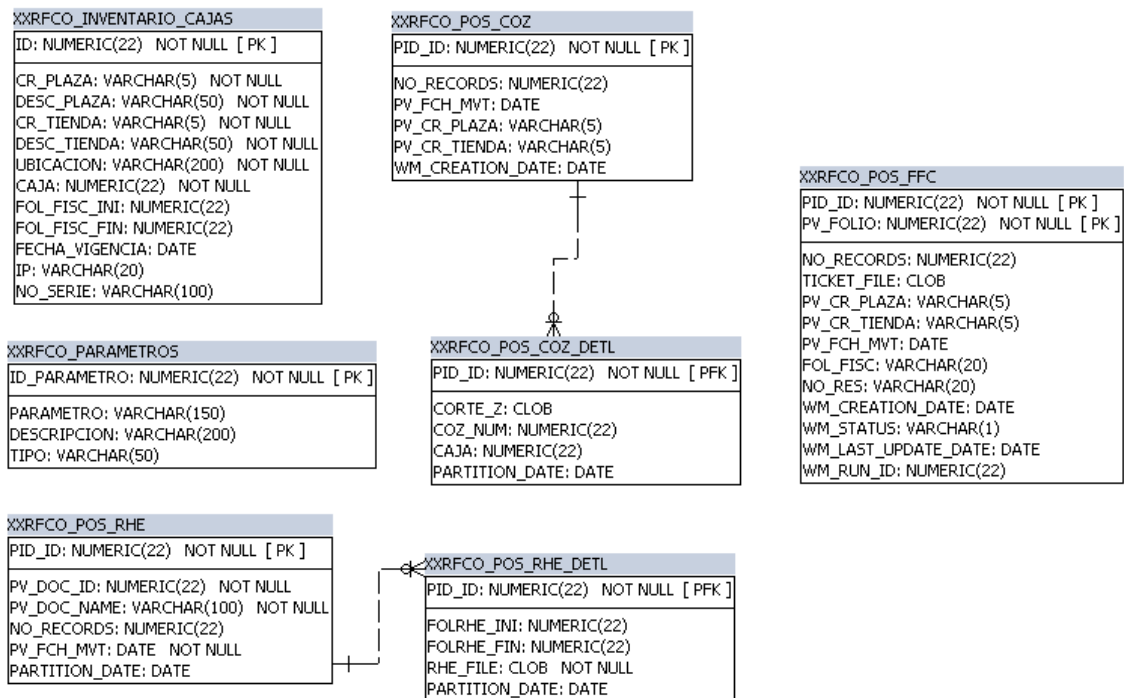 XXRFCO_INVENTARIO_CAJAS
ID: NUMERIC(22) NOT NULL [ PK ]
CR_PLAZA: VARCHAR(5) NOT NULL
DESC_PLAZA: VARCHAR(50) NOT NULL
CR_TIENDA: VARCHAR(5) NOT NULL
DESC_TIENDA: VARCHAR(50) NOT NULL
UBICACION: VARCHAR(200) NOT NULL
CAJA: NUMERIC(22) NOT NULL
FOL_FISC_INI: NUMERIC(22)
FOL_FISC_FIN: NUMERIC(22)
FECHA_VIGENCIA: DATE
IP: VARCHAR(20)
NO_SERIE: VARCHAR(100)
XXRFCO_POS_COZ
PID_ID: NUMERIC(22) NOT NULL [ PK ]
NO_RECORDS: NUMERIC(22)
PV_FCH_MVT: DATE
PV_CR_PLAZA: VARCHAR(5)
PV_CR_TIENDA: VARCHAR(5)
WM_CREATION_DATE: DATE
XXRFCO_POS_FFC
PID_ID: NUMERIC(22) NOT NULL [ PK ]
PV_FOLIO: NUMERIC(22) NOT NULL [ PK ]
NO_RECORDS: NUMERIC(22)
TICKET_FILE: CLOB
PV_CR_PLAZA: VARCHAR(5)
PV_CR_TIENDA: VARCHAR(5)
PV_FCH_MVT: DATE
FOL_FISC: VARCHAR(20)
NO_RES: VARCHAR(20)
WM_CREATION_DATE: DATE
WM_STATUS: VARCHAR(1)
WM_LAST_UPDATE_DATE: DATE
WM_RUN_ID: NUMERIC(22)
XXRFCO_PARAMETROS
ID_PARAMETRO: NUMERIC(22) NOT NULL [ PK ]
PARAMETRO: VARCHAR(150)
DESCRIPCION: VARCHAR(200)
TIPO: VARCHAR(50)
XXRFCO_POS_COZ_DETL
PID_ID: NUMERIC(22) NOT NULL [ PFK ]
CORTE_Z: CLOB
COZ_NUM: NUMERIC(22)
CAJA: NUMERIC(22)
PARTITION_DATE: DATE
XXRFCO_POS_RHE
PID_ID: NUMERIC(22) NOT NULL [ PK ]
PV_DOC_ID: NUMERIC(22) NOT NULL
PV_DOC_NAME: VARCHAR(100) NOT NULL
NO_RECORDS: NUMERIC(22)
PV_FCH_MVT: DATE NOT NULL
PARTITION_DATE: DATE
XXRFCO_POS_RHE_DETL
PID_ID: NUMERIC(22) NOT NULL [ PFK ]
FOLRHE_INI: NUMERIC(22)
FOLRHE_FIN: NUMERIC(22)
RHE_FILE: CLOB NOT NULL
PARTITION_DATE: DATE